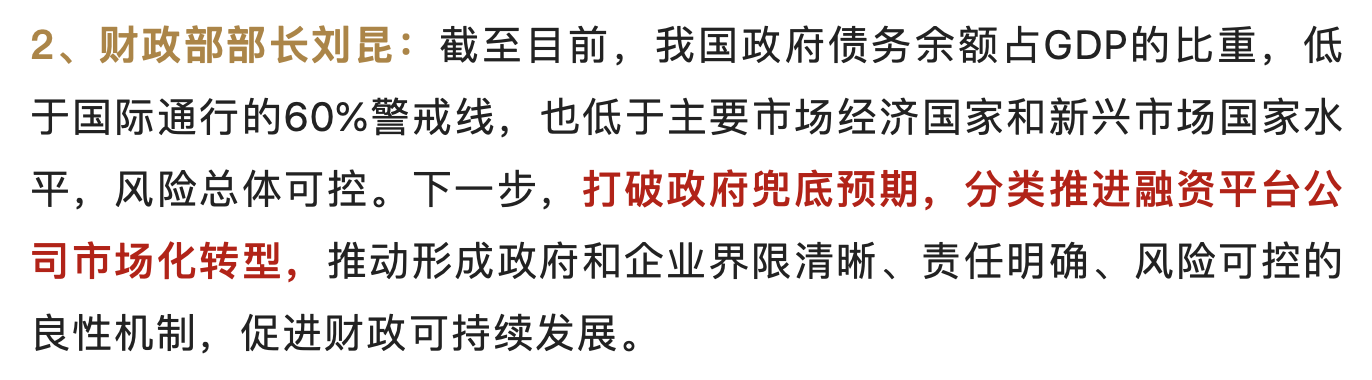 2、财政部部长刘昆：截至目前，我国政府债务余额占GDP的比重，低
于国际通行的60%警戒线，也低于主要市场经济国家和新兴市场国家水
平，风险总体可控。下一步，打破政府兜底预期，分类推进融资平台公
司市场化转型，推动形成政府和企业界限清晰、责任明确、风险可控的
良性机制，促进财政可持续发展。